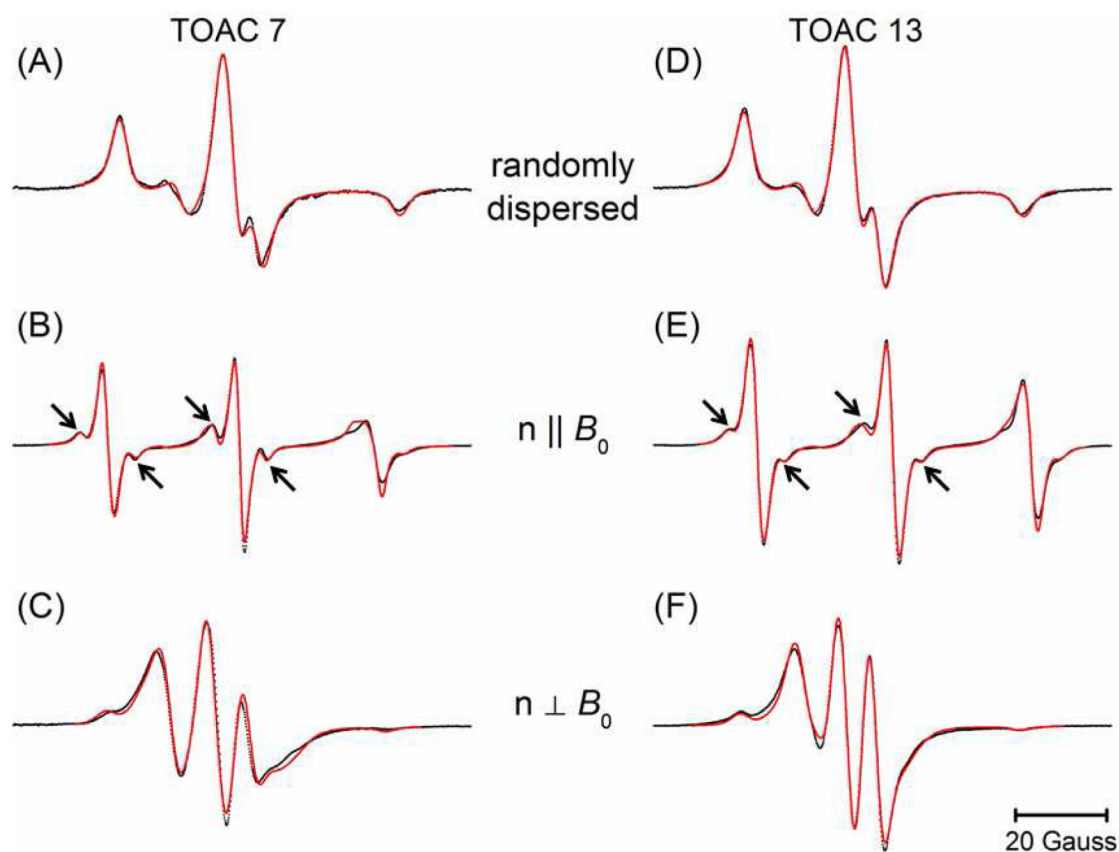 TOAC 7
TOAC 13
(A)
(D)
randomly
dispersed
(B)
(E)
n || B₀
(C)
(F)
n ⊥ B₀
20 Gauss